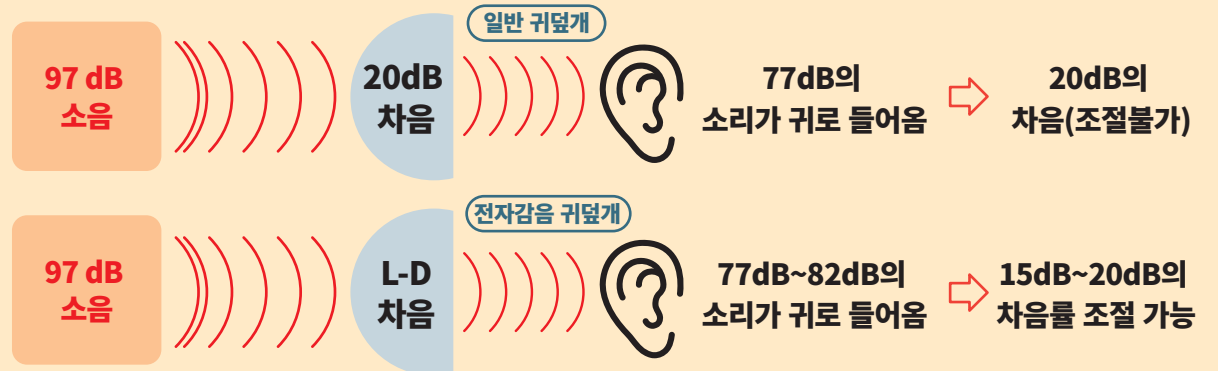 일반 귀덮개
97 dB
소음
20dB
차음
77dB의
소리가 귀로 들어옴
20dB의
차음(조절불가)
전자감음 귀덮개
97 dB
소음
L-D
차음
77dB~82dB의
소리가 귀로 들어옴
15dB~20dB의
차음률 조절 가능